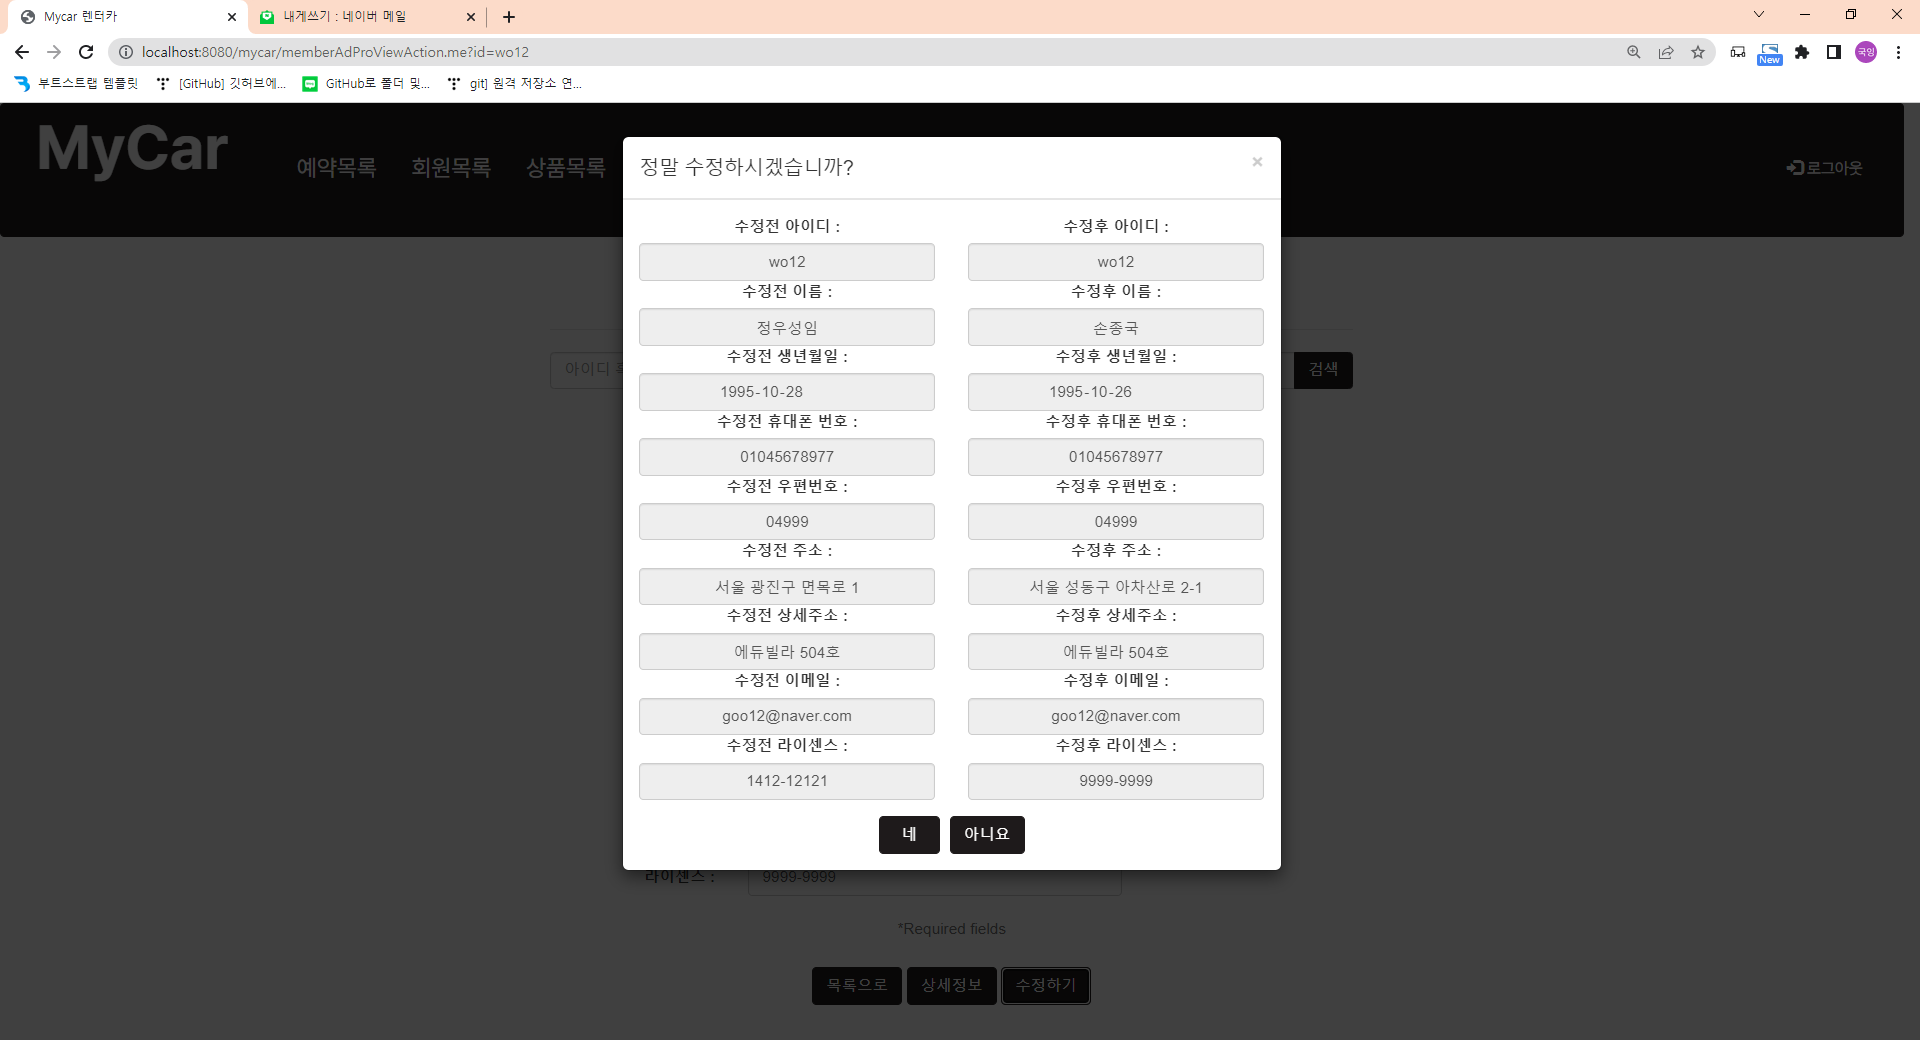 Mycar 렌터카
내게쓰기 : 네이버 메일
localhost:8080/mycar/memberAdProViewAction.me?id=wo12
New
국잉
부트스트랩 템플릿
[GitHub] 깃허브에...
GitHub로 폴더 및...
git] 원격 저장소 연...
MyCar
예약목록
회원목록
상품목록
로그아웃
정말 수정하시겠습니까?
×
수정전 아이디 :
수정후 아이디 :
wo12
wo12
수정전 이름 :
수정후 이름 :
정우성임
손종국
수정전 생년월일 :
수정후 생년월일 :
아이디
검색
1995-10-28
1995-10-26
수정전 휴대폰 번호 :
수정후 휴대폰 번호 :
01045678977
01045678977
수정전 우편번호 :
수정후 우편번호 :
04999
04999
수정전 주소 :
수정후 주소 :
서울 광진구 면목로 1
서울 성동구 아차산로 2-1
수정전 상세주소 :
수정후 상세주소 :
에듀빌라 504호
에듀빌라 504호
수정전 이메일 :
수정후 이메일 :
goo12@naver.com
goo12@naver.com
수정전 라이센스 :
수정후 라이센스 :
1412-12121
9999-9999
네
아니요
라이센스 :
9999-9999
*Required fields
목록으로
상세정보
수정하기